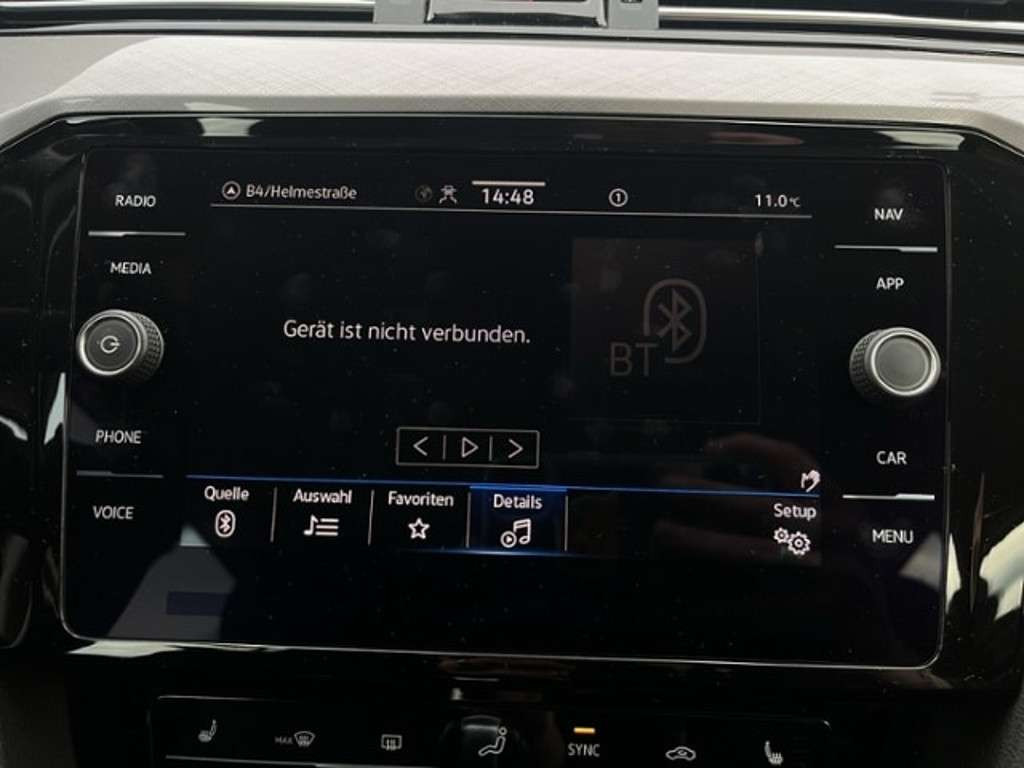 RADIO
MEDIA
PHONE
VOICE
B4/Helmestraße
14:48
1
11.0°C
Gerät ist nicht verbunden.
BT
Quelle
Auswahl
Favoriten
Details
Setup
NAV
APP
CAR
MENU
MAX
SYNC